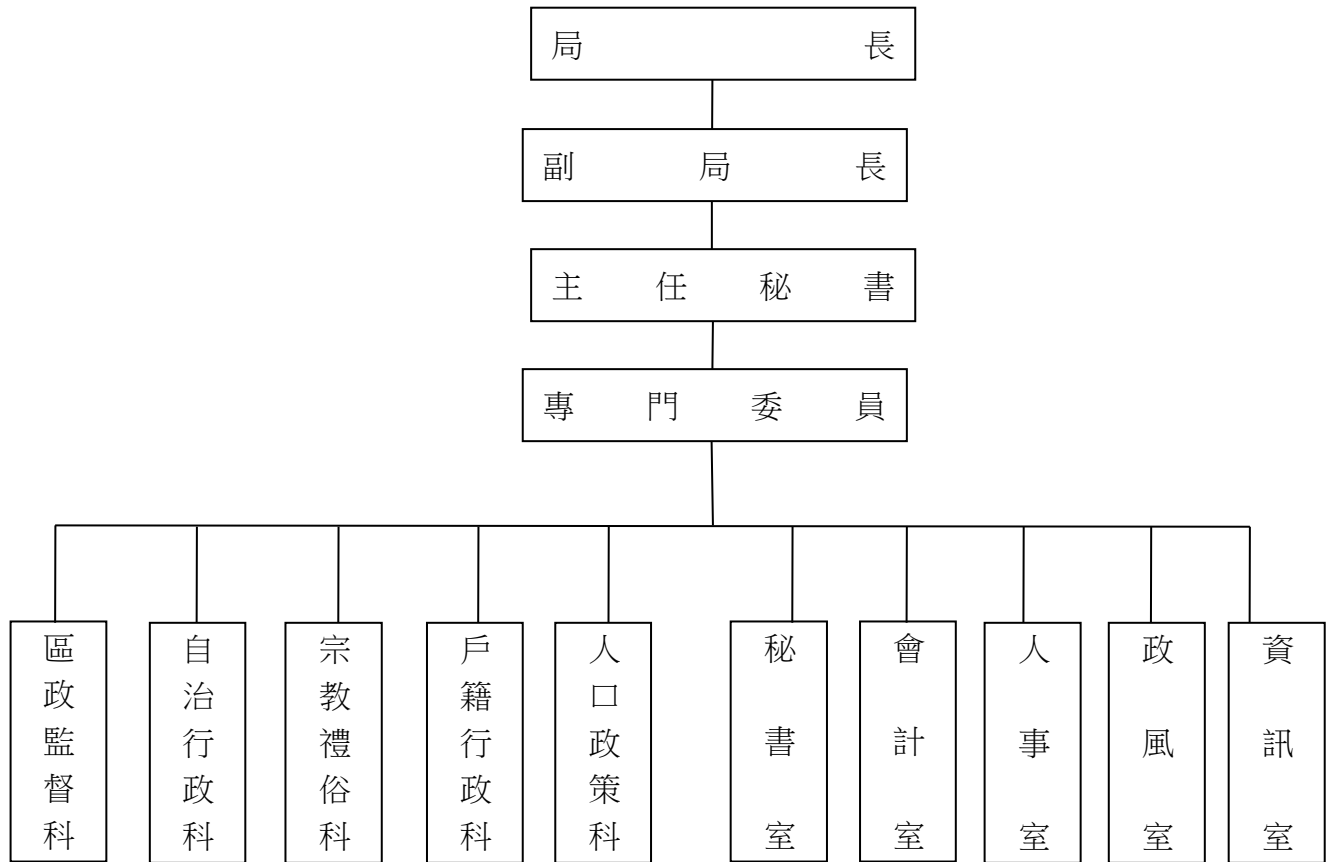 局長
副局長
主任秘書
專門委員
區政監督科
自治行政科
宗教禮俗科
戶籍行政科
人口政策科
秘書室
會計室
人事室
政風室
資訊室